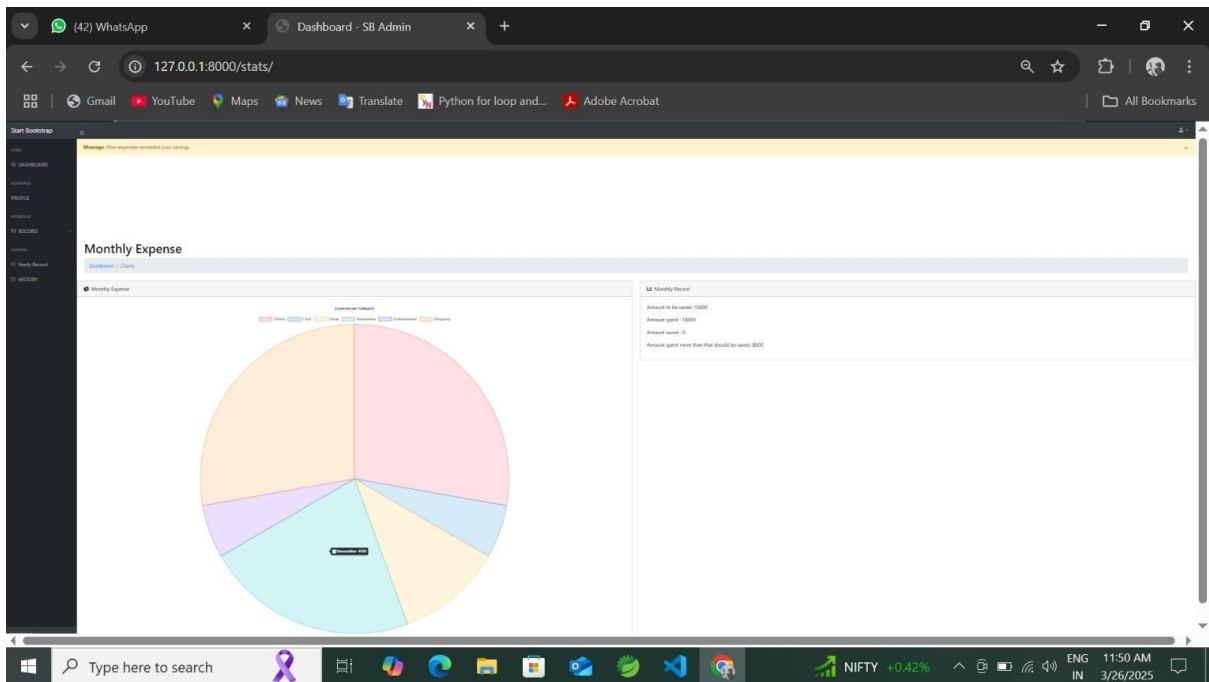 (42) WhatsApp
Dashboard - SB Admin
127.0.0.1:8000/stats/
Gmail YouTube Maps News Translate Python for loop and... Adobe Acrobat All Bookmarks
Start Bootstrap
Message :Your expenses exceeded your savings
DASHBOARD
PROFILE
RECORD
Yearly Record
HISTORY
Monthly Expense
Dashboard / Charts
Monthly Expense
Expense per Category
Food Necessities Entertainment Shopping
Necessities: 4000
Monthly Record
Amount to be saved :10000
Amount spent : 18000
Amount saved : 0
Amount spent more than that should be saved :8000
Type here to search
NIFTY +0.42%
ENG
IN
11:50 AM
3/26/2025